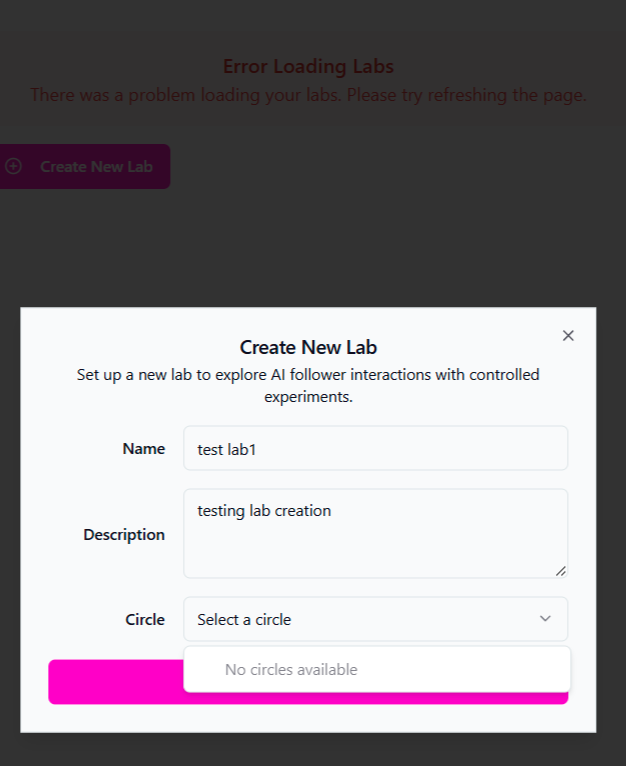 Error Loading Labs
There was a problem loading your labs. Please try refreshing the page.
Create New Lab
Create New Lab
Set up a new lab to explore AI follower interactions with controlled
experiments.
Name
test lab1
Description
testing lab creation
Circle
Select a circle
No circles available